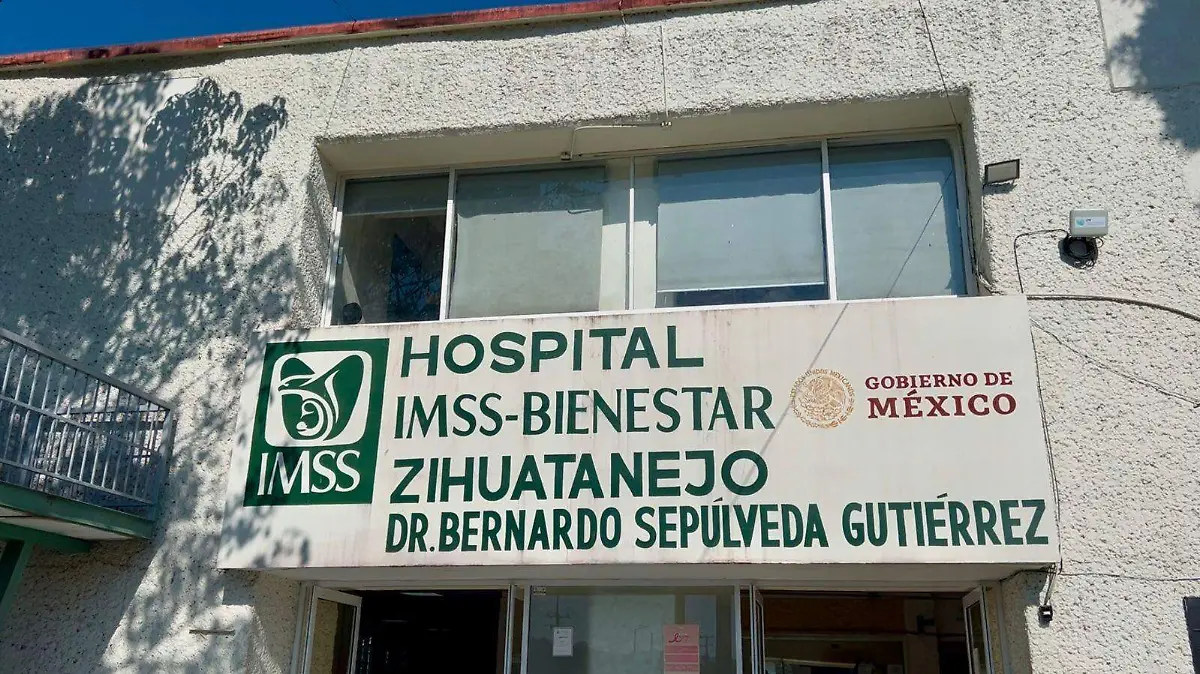 HOSPITAL
IMSS-BIENESTAR
ZIHUATANEJO
DR. BERNARDO SEPÚLVEDA GUTIÉRREZ
IMSS
GOBIERNO DE
MÉXICO